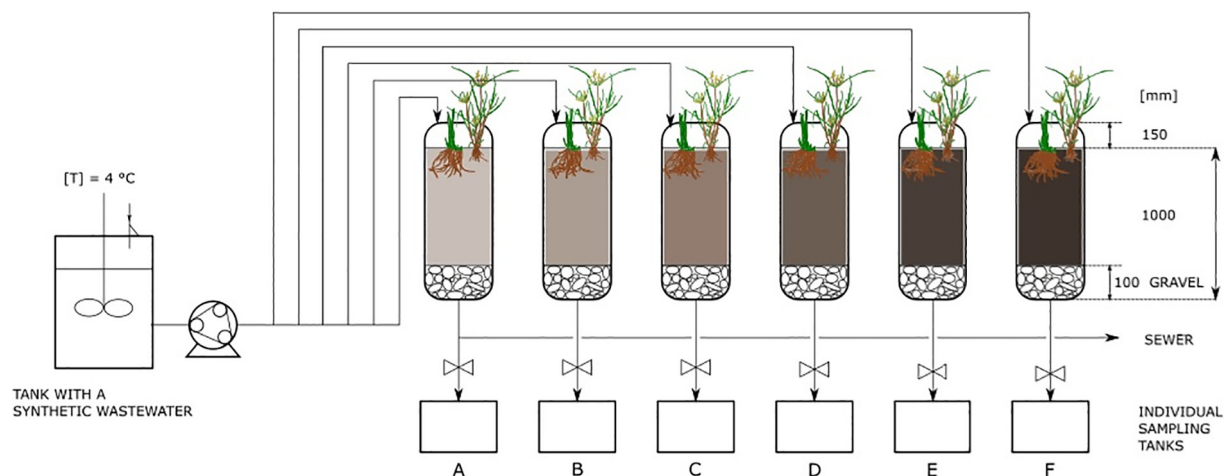 [mm]
150
[T] = 4 °C
1000
100 GRAVEL
SEWER
TANK WITH A
SYNTHETIC WASTEWATER
INDIVIDUAL
SAMPLING
TANKS
A B C D E F